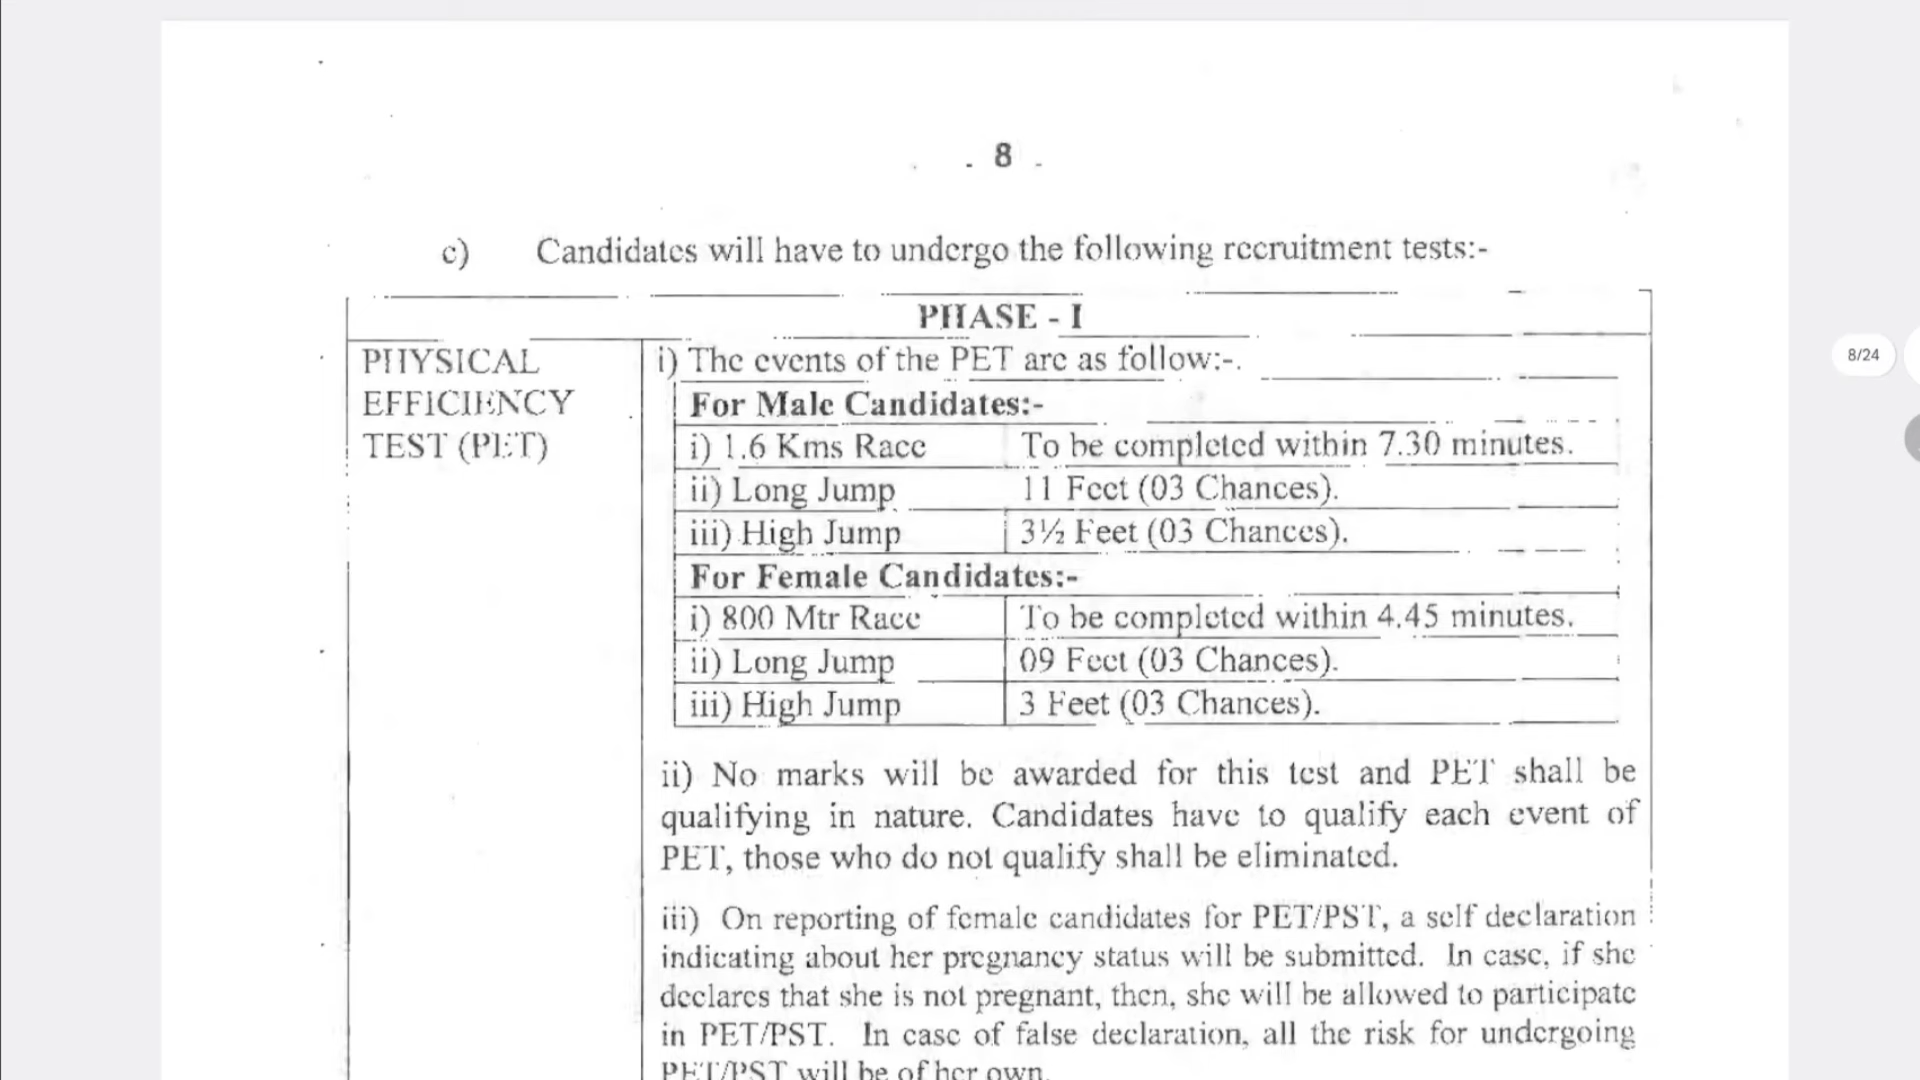 . 8 .
c) Candidates will have to undergo the following recruitment tests:-
PHASE - I
PHYSICAL
EFFICIENCY
TEST (PET)
i) The events of the PET are as follow:-.
For Male Candidates:-
i) 1.6 Kms Race To be completed within 7.30 minutes.
ii) Long Jump 11 Feet (03 Chances).
iii) High Jump 3½ Feet (03 Chances).
For Female Candidates:-
i) 800 Mtr Race To be completed within 4.45 minutes.
ii) Long Jump 09 Feet (03 Chances).
iii) High Jump 3 Feet (03 Chances).
ii) No marks will be awarded for this test and PET shall be
qualifying in nature. Candidates have to qualify each event of
PET, those who do not qualify shall be eliminated.
iii) On reporting of female candidates for PET/PST, a self declaration
indicating about her pregnancy status will be submitted. In case, if she
declares that she is not pregnant, then, she will be allowed to participate
in PET/PST. In case of false declaration, all the risk for undergoing
PET/PST will be of her own.
8/24